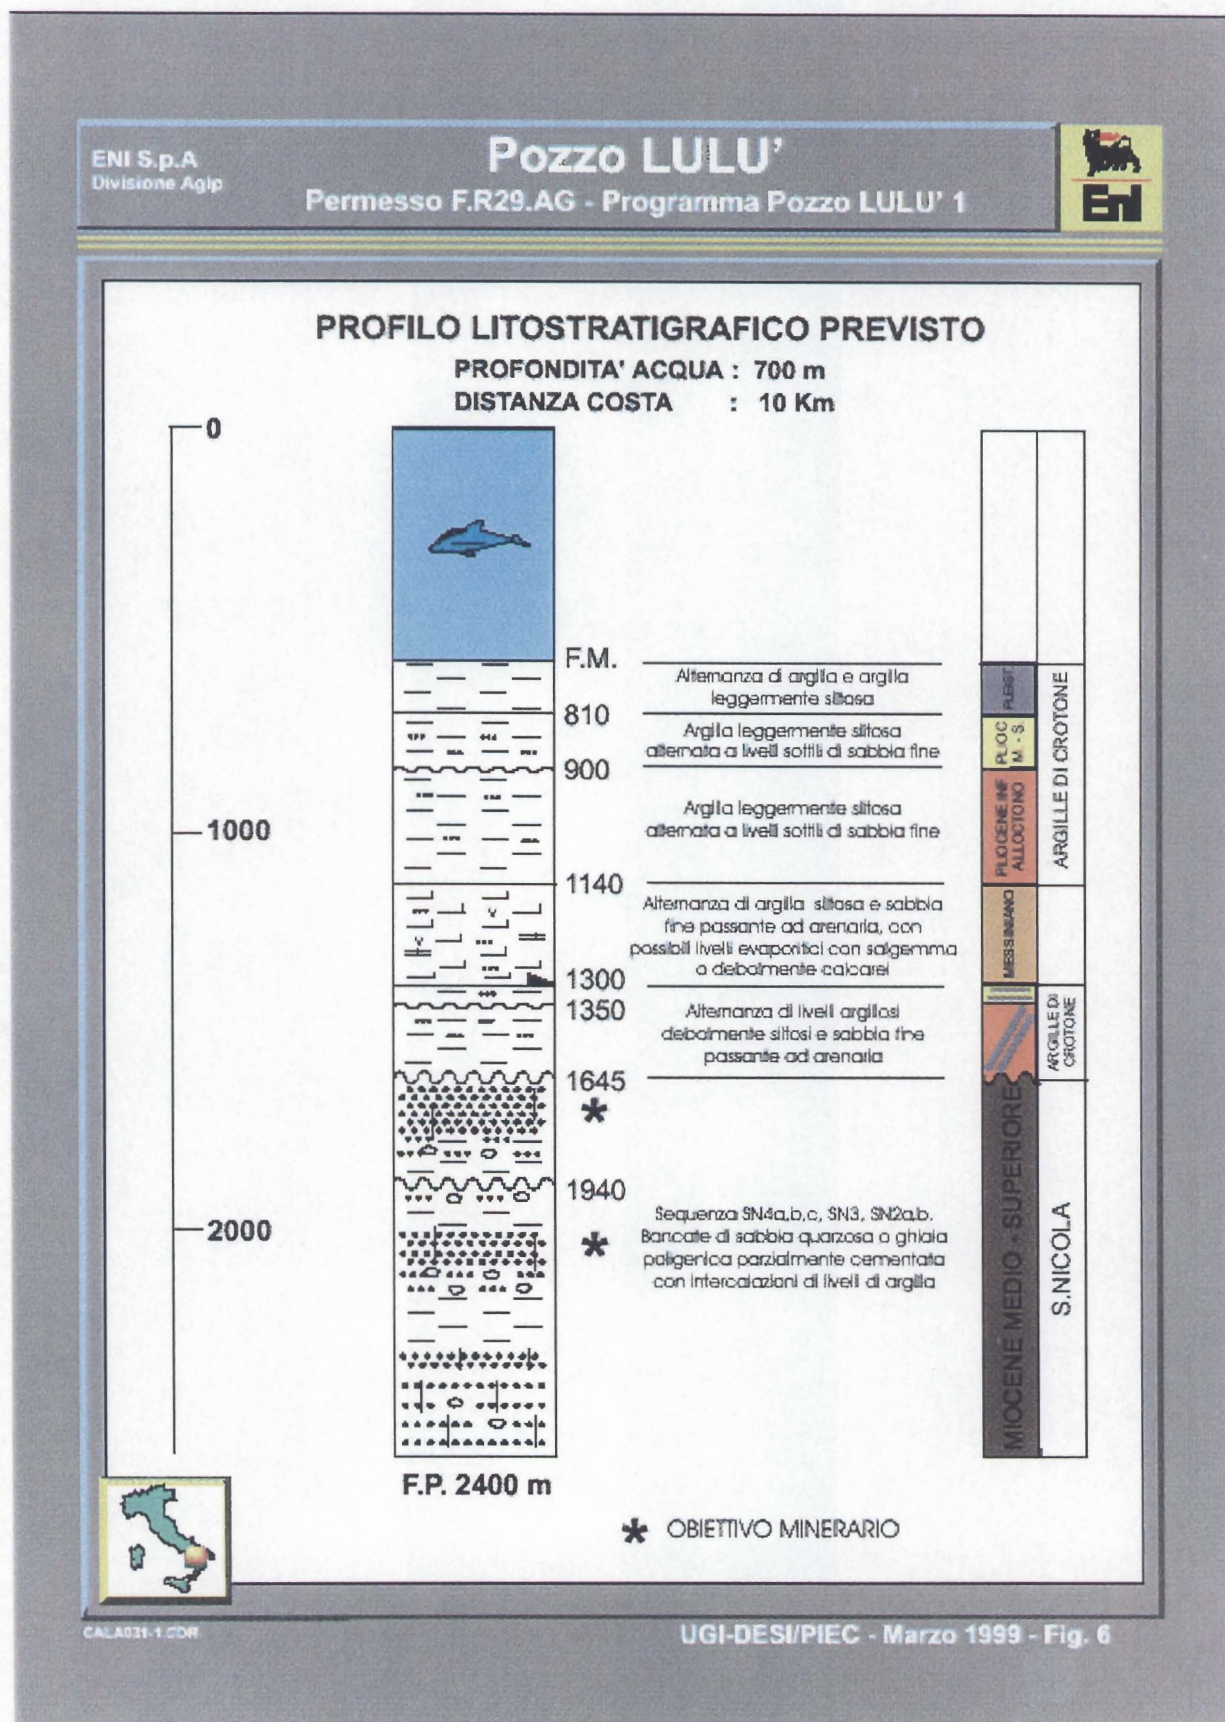 ENI S.p.A
Divisione Agip
Pozzo LULU'
Permesso F.R29.AG - Programma Pozzo LULU' 1
EnI
PROFILO LITOSTRATIGRAFICO PREVISTO
PROFONDITA' ACQUA : 700 m
DISTANZA COSTA : 10 Km
0
1000
2000
F.M.
810
900
1140
1300
1350
1645
*
1940
*
Alternanza di argilla e argilla
leggermente siltosa
Argilla leggermente siltosa
alternata a livelli sottili di sabbia fine
Argilla leggermente siltosa
alternata a livelli sottili di sabbia fine
Alternanza di argilla siltosa e sabbia
fine passante ad arenaria, con
possibili livelli evaporitici con salgemma
o debolmente calcarei
Alternanza di livelli argillosi
debolmente siltosi e sabbia fine
passante ad arenaria
Sequenza SN4a,b,c, SN3, SN2a,b.
Bancate di sabbia quarzosa o ghiaia
poligenica parzialmente cementata
con intercalazioni di livelli di argilla
PLEIST
PLIOC
M. - S.
PLIOCENE INF
ALLOCTONO
MESSINIANO
MIOCENE MEDIO - SUPERIORE
ARGILLE DI CROTONE
ARGILLE DI
CROTONE
S.NICOLA
F.P. 2400 m
* OBIETTIVO MINERARIO
CALA031-1.CDR
UGI-DESI/PIEC - Marzo 1999 - Fig. 6